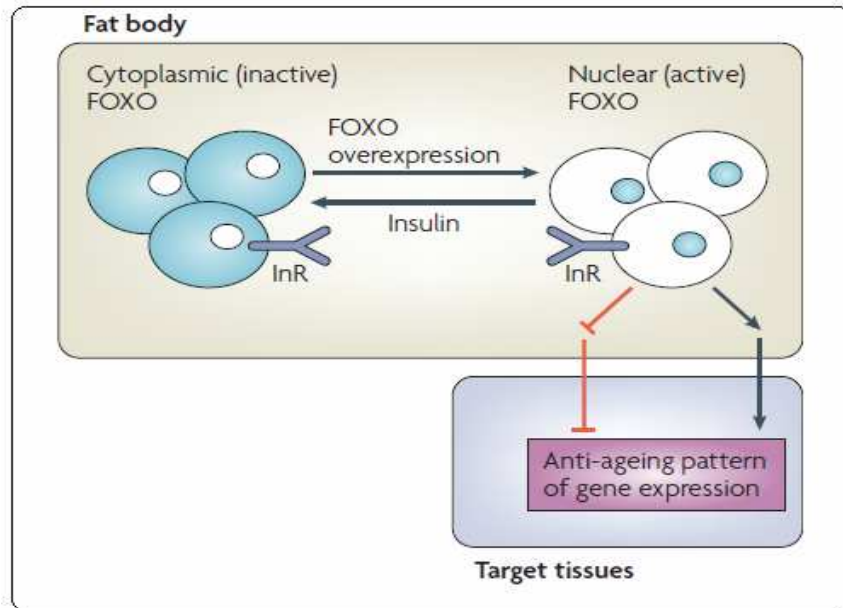 Fat body
Cytoplasmic (inactive)
FOXO
Nuclear (active)
FOXO
FOXO
overexpression
Insulin
InR
InR
Anti-ageing pattern
of gene expression
Target tissues